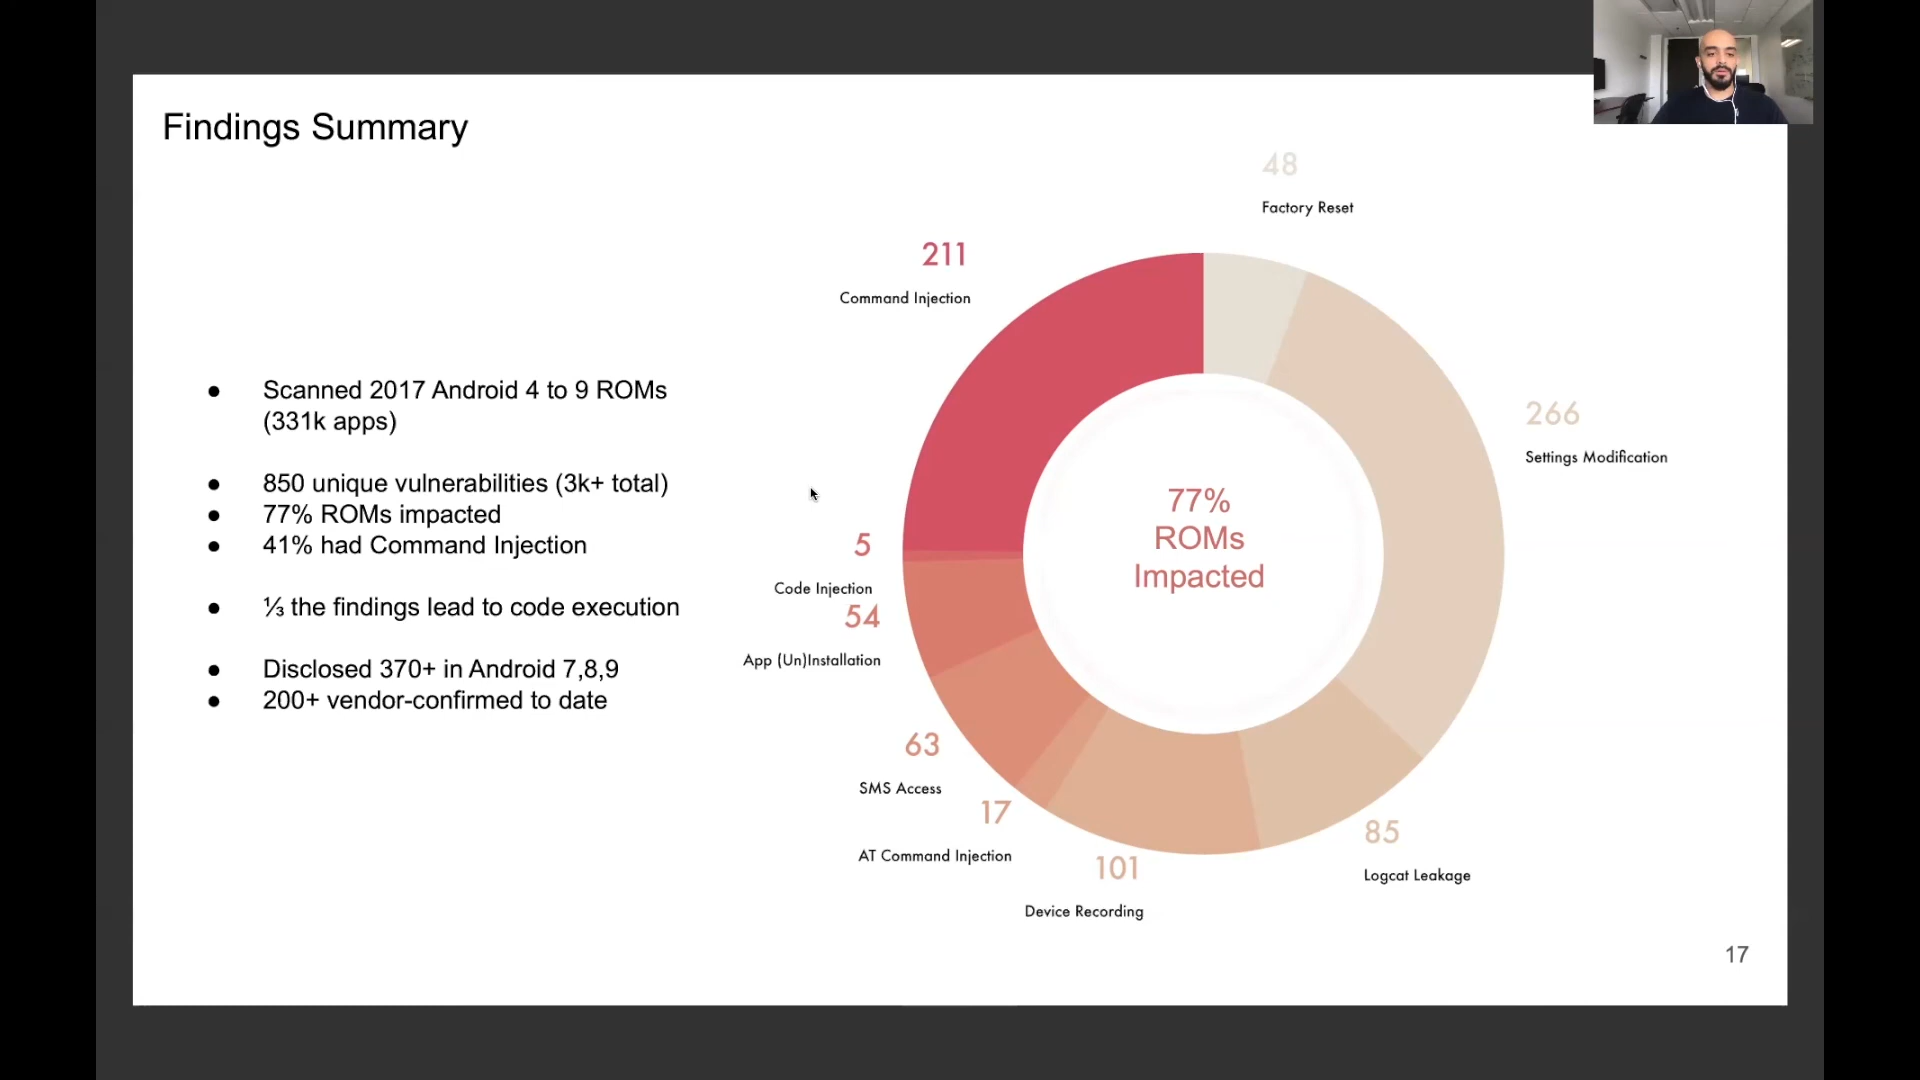 Findings Summary
● Scanned 2017 Android 4 to 9 ROMs
(331k apps)
● 850 unique vulnerabilities (3k+ total)
● 77% ROMs impacted
● 41% had Command Injection
● ⅓ the findings lead to code execution
● Disclosed 370+ in Android 7,8,9
● 200+ vendor-confirmed to date
48
Factory Reset
211
Command Injection
266
Settings Modification
77%
ROMs
Impacted
5
Code Injection
54
App (Un)Installation
63
SMS Access
17
AT Command Injection
101
Device Recording
85
Logcat Leakage
17